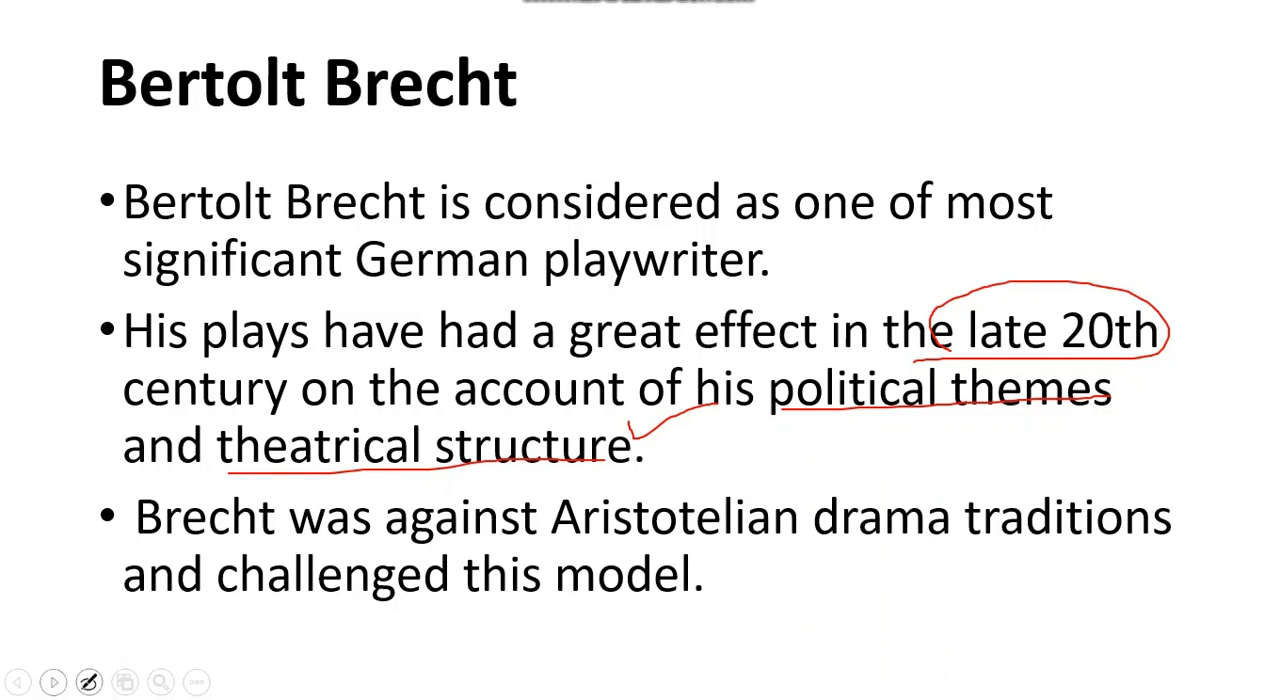 Bertolt Brecht
• Bertolt Brecht is considered as one of most
significant German playwriter.
• His plays have had a great effect in the late 20th
century on the account of his political themes
and theatrical structure.
• Brecht was against Aristotelian drama traditions
and challenged this model.